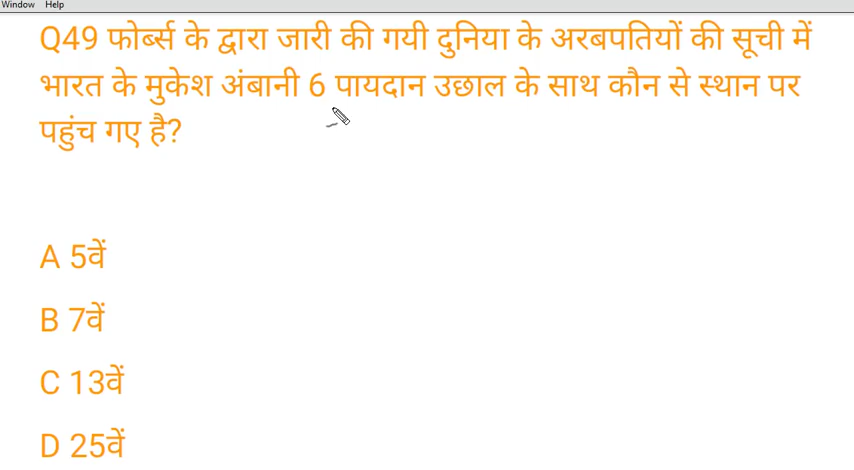 Window Help
Q49 फोर्ब्स के द्वारा जारी की गयी दुनिया के अरबपतियों की सूची में
भारत के मुकेश अंबानी 6 पायदान उछाल के साथ कौन से स्थान पर
पहुंच गए है?
A 5वें
B 7वें
C 13वें
D 25वें